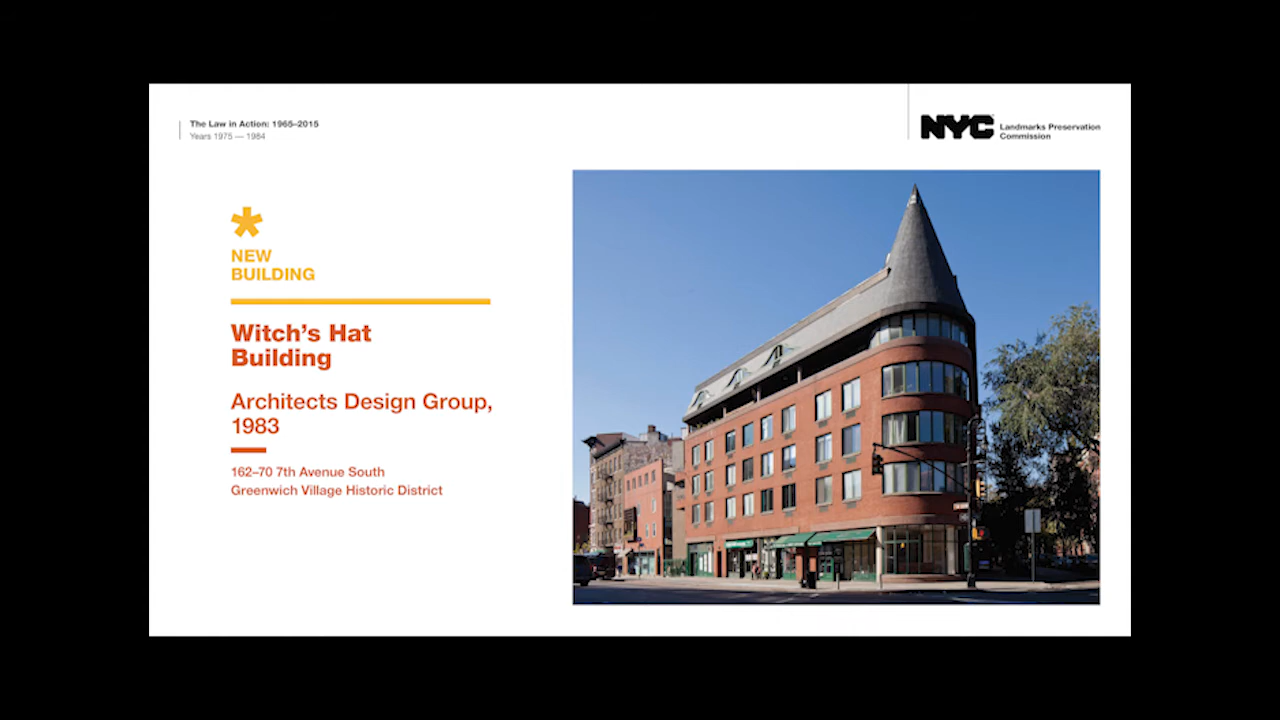 The Law in Action: 1965–2015
Years 1975 — 1984
NYC Landmarks Preservation
Commission
NEW
BUILDING
Witch’s Hat
Building
Architects Design Group,
1983
162–70 7th Avenue South
Greenwich Village Historic District